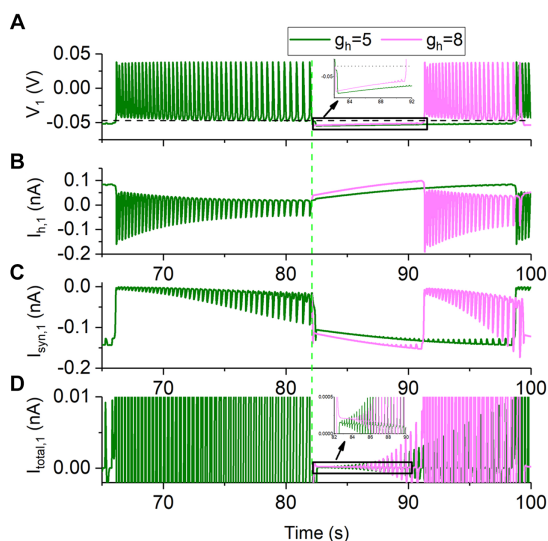 A
gh=5 gh=8
0.05
0.00
-0.05
V1 (V)
-0.05
84 88 92
B
0.1
0.0
-0.1
-0.2
Ih,1 (nA)
C
0.0
-0.1
-0.2
Isyn,1 (nA)
D
0.01
0.00
Itotal,1 (nA)
0.0005
0.0000
82 84 86 88 90
70 80 90 100
70 80 90 100
Time (s)